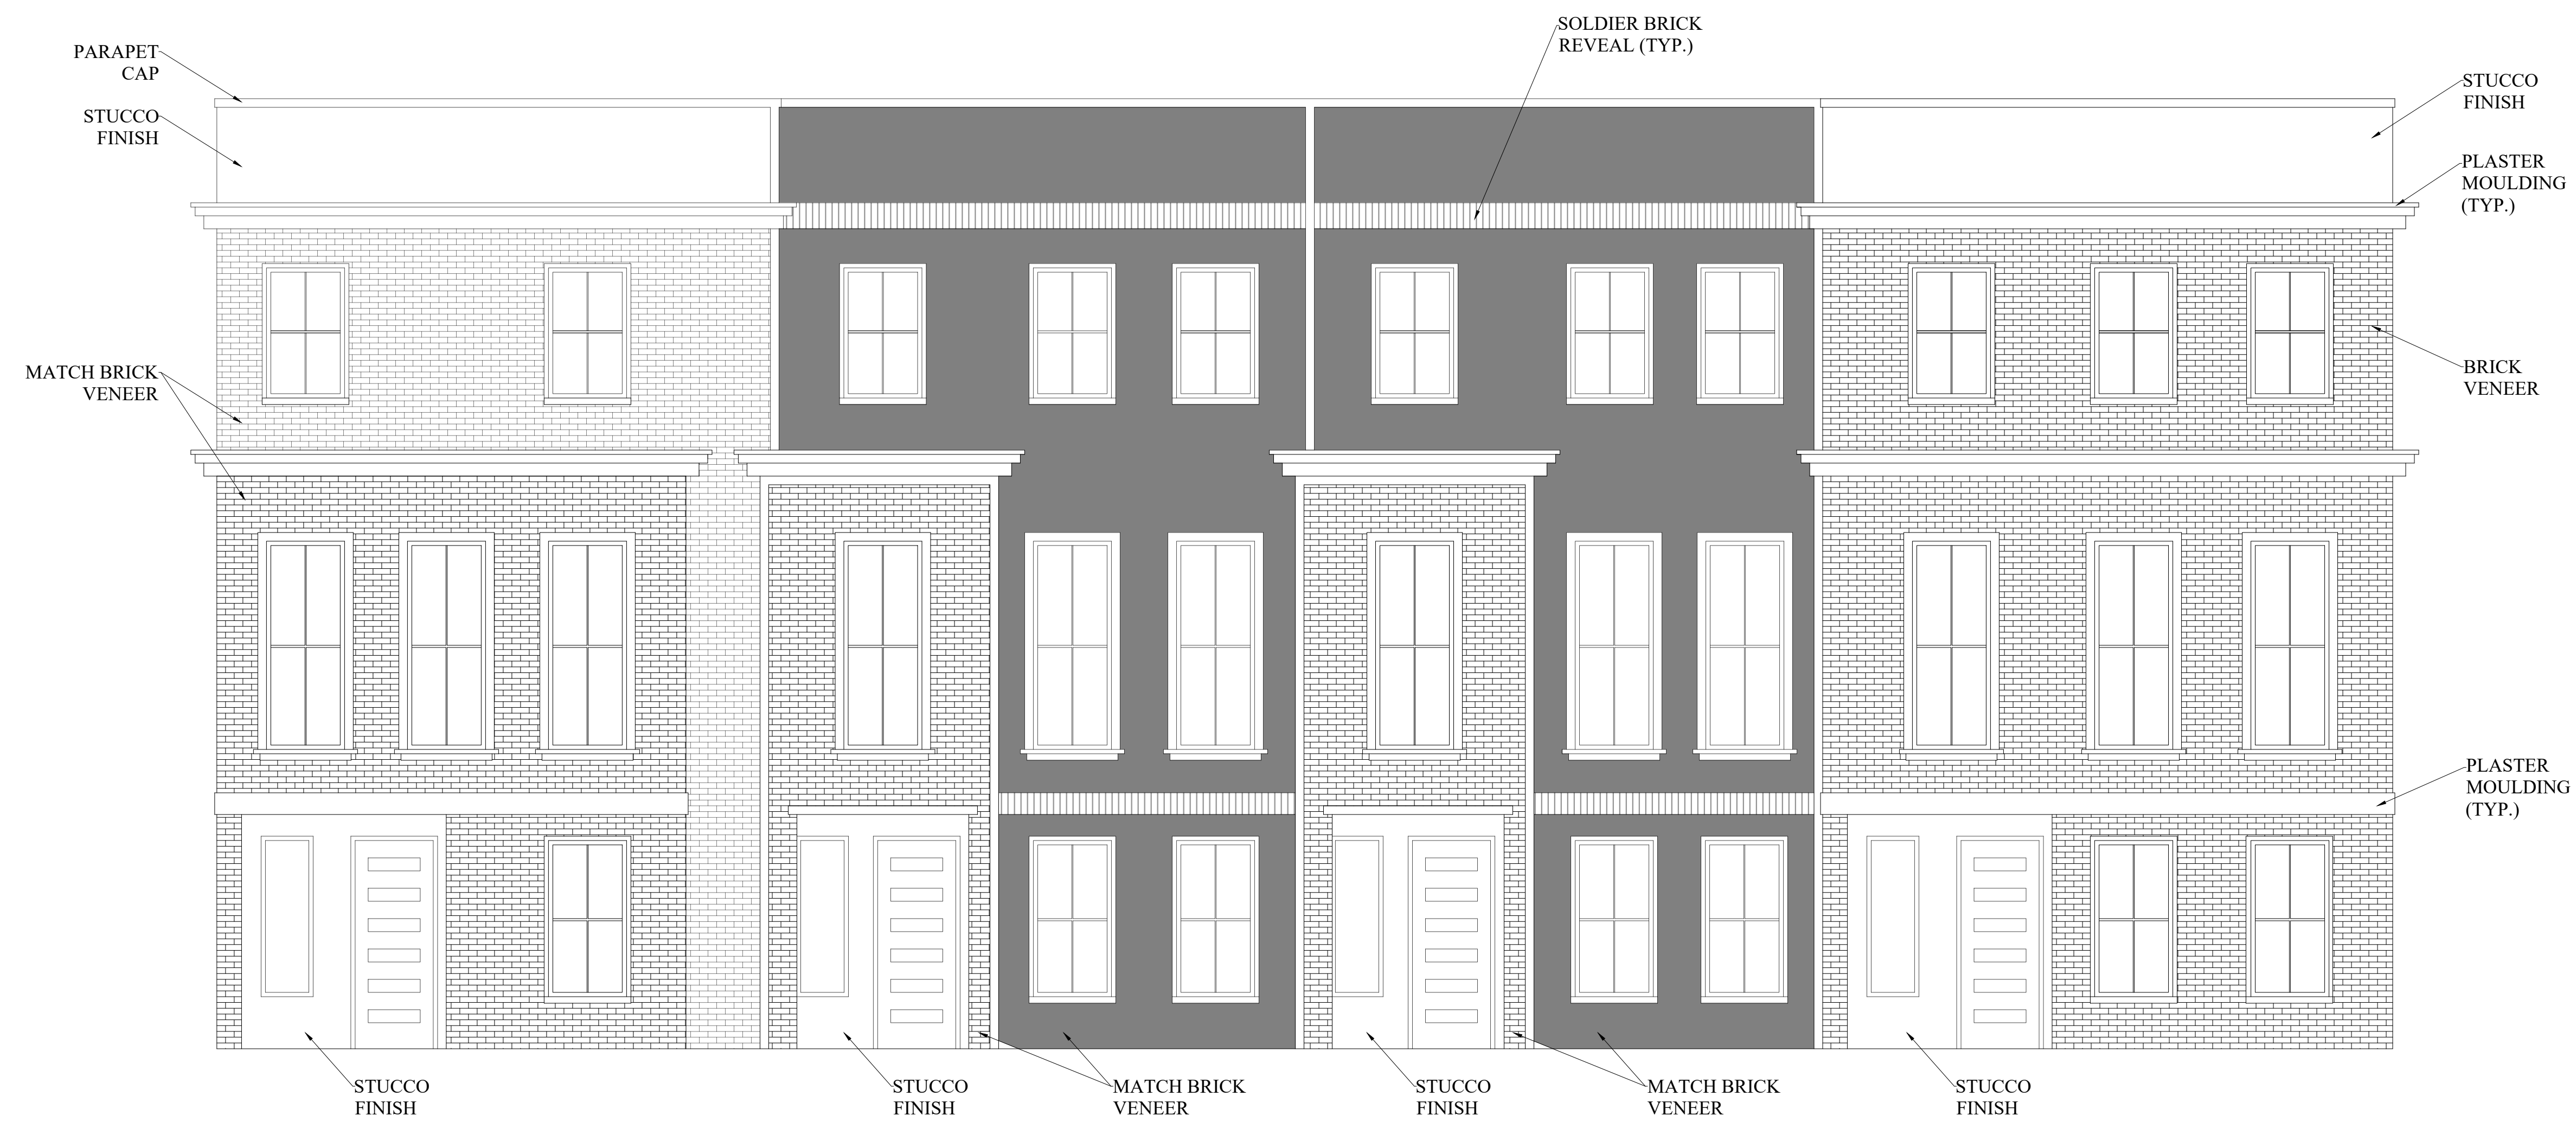 SOLDIER BRICK
REVEAL (TYP.)
PARAPET
CAP
STUCCO
FINISH
STUCCO
FINISH
PLASTER
MOULDING
(TYP.)
MATCH BRICK
VENEER
BRICK
VENEER
PLASTER
MOULDING
(TYP.)
STUCCO
FINISH
STUCCO
FINISH
MATCH BRICK
VENEER
STUCCO
FINISH
MATCH BRICK
VENEER
STUCCO
FINISH